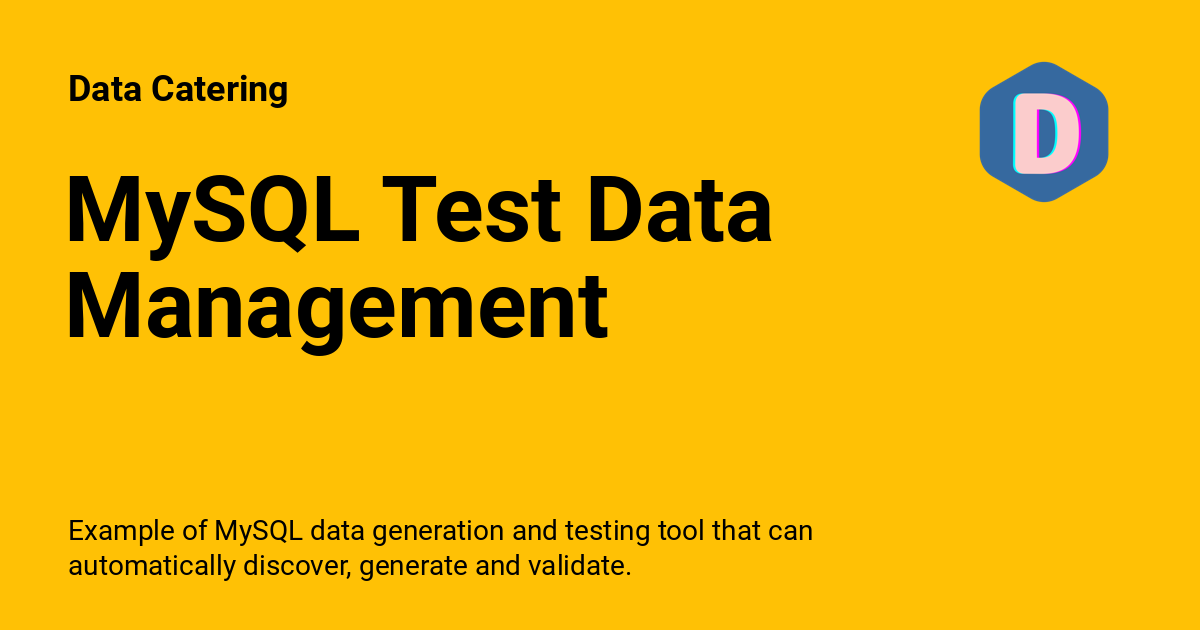 Data Catering
D
MySQL Test Data
Management
Example of MySQL data generation and testing tool that can
automatically discover, generate and validate.